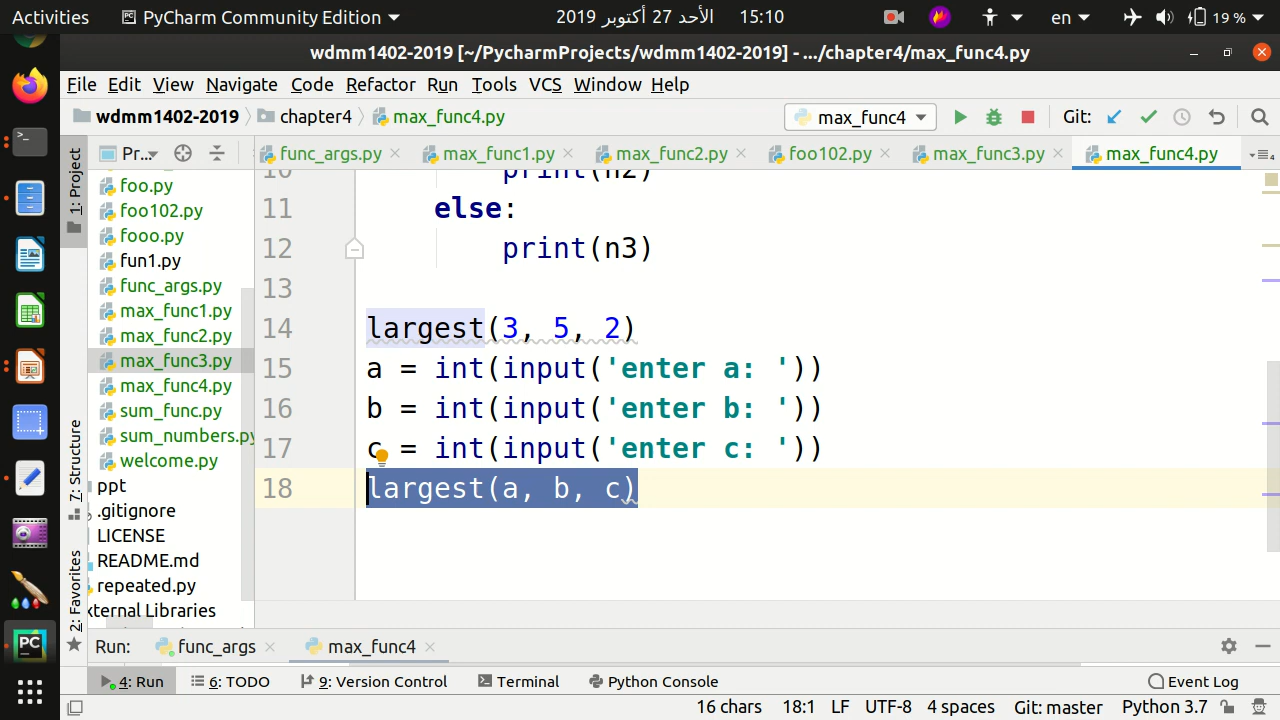 Activities PyCharm Community Edition الأحد 27 أكتوبر 2019 15:10 en 19 %
wdmm1402-2019 [~/PycharmProjects/wdmm1402-2019] - .../chapter4/max_func4.py
File Edit View Navigate Code Refactor Run Tools VCS Window Help
wdmm1402-2019 chapter4 max_func4.py max_func4 Git:
1: Project
Pr... func_args.py max_func1.py max_func2.py foo102.py max_func3.py max_func4.py
foo.py
foo102.py
fooo.py
fun1.py
func_args.py
max_func1.py
max_func2.py
max_func3.py
max_func4.py
sum_func.py
sum_numbers.py
welcome.py
ppt
.gitignore
LICENSE
README.md
repeated.py
xternal Libraries
7: Structure
2: Favorites
10 print(n2)
11 else:
12 print(n3)
13
14 largest(3, 5, 2)
15 a = int(input('enter a: '))
16 b = int(input('enter b: '))
17 c = int(input('enter c: '))
18 largest(a, b, c)
Run: func_args max_func4
4: Run 6: TODO 9: Version Control Terminal Python Console Event Log
16 chars 18:1 LF UTF-8 4 spaces Git: master Python 3.7